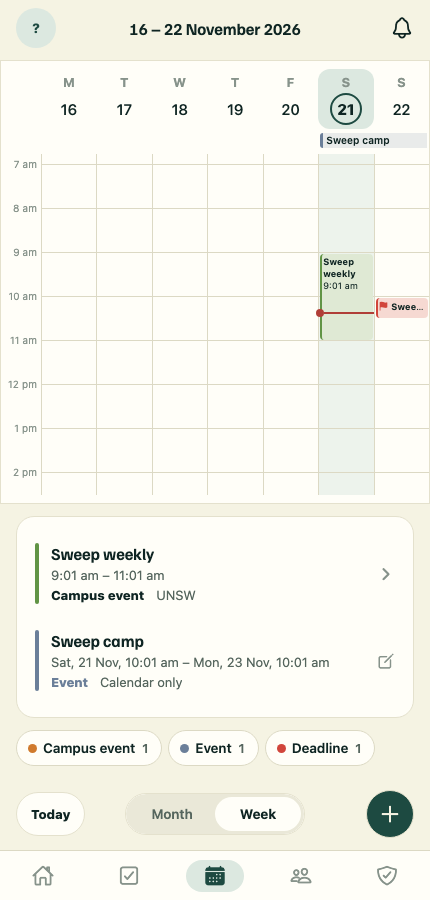 ?
16 – 22 November 2026
M T W T F S S
16 17 18 19 20 21 22
Sweep camp
7 am
8 am
9 am
Sweep
weekly
9:01 am
10 am
Swee...
11 am
12 pm
1 pm
2 pm
Sweep weekly
9:01 am – 11:01 am
Campus event UNSW
Sweep camp
Sat, 21 Nov, 10:01 am – Mon, 23 Nov, 10:01 am
Event Calendar only
Campus event 1 Event 1 Deadline 1
Today Month Week